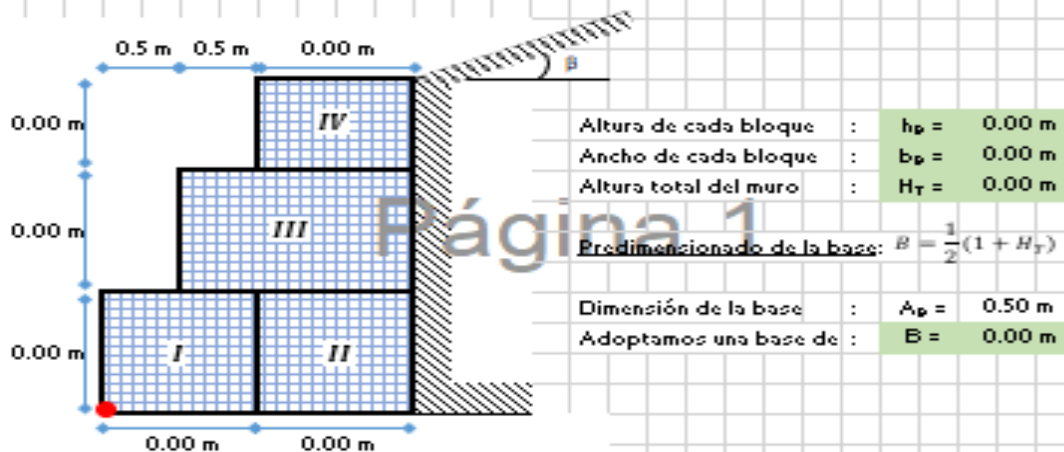 0.5 m 0.5 m 0.00 m
β
0.00 m
IV
0.00 m
III
0.00 m
I
II
0.00 m 0.00 m
Página 1
Altura de cada bloque : hₚ = 0.00 m
Ancho de cada bloque : bₚ = 0.00 m
Altura total del muro : H_T = 0.00 m
Predimensionado de la base: B = 1/2 (1 + H_T)
Dimensión de la base : Aₚ = 0.50 m
Adoptamos una base de : B = 0.00 m